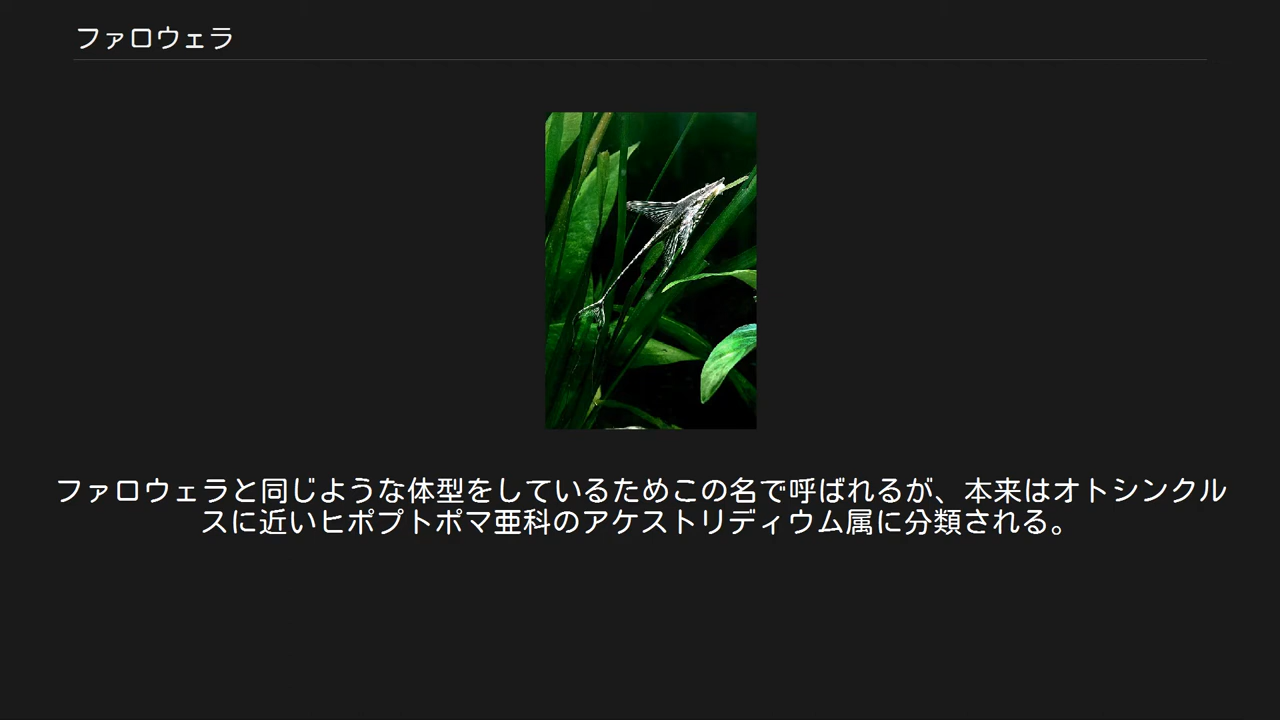 ファロウェラ
ファロウェラと同じような体型をしているためこの名で呼ばれるが、本来はオトシンクル
スに近いヒポプトポマ亜科のアケストリディウム属に分類される。